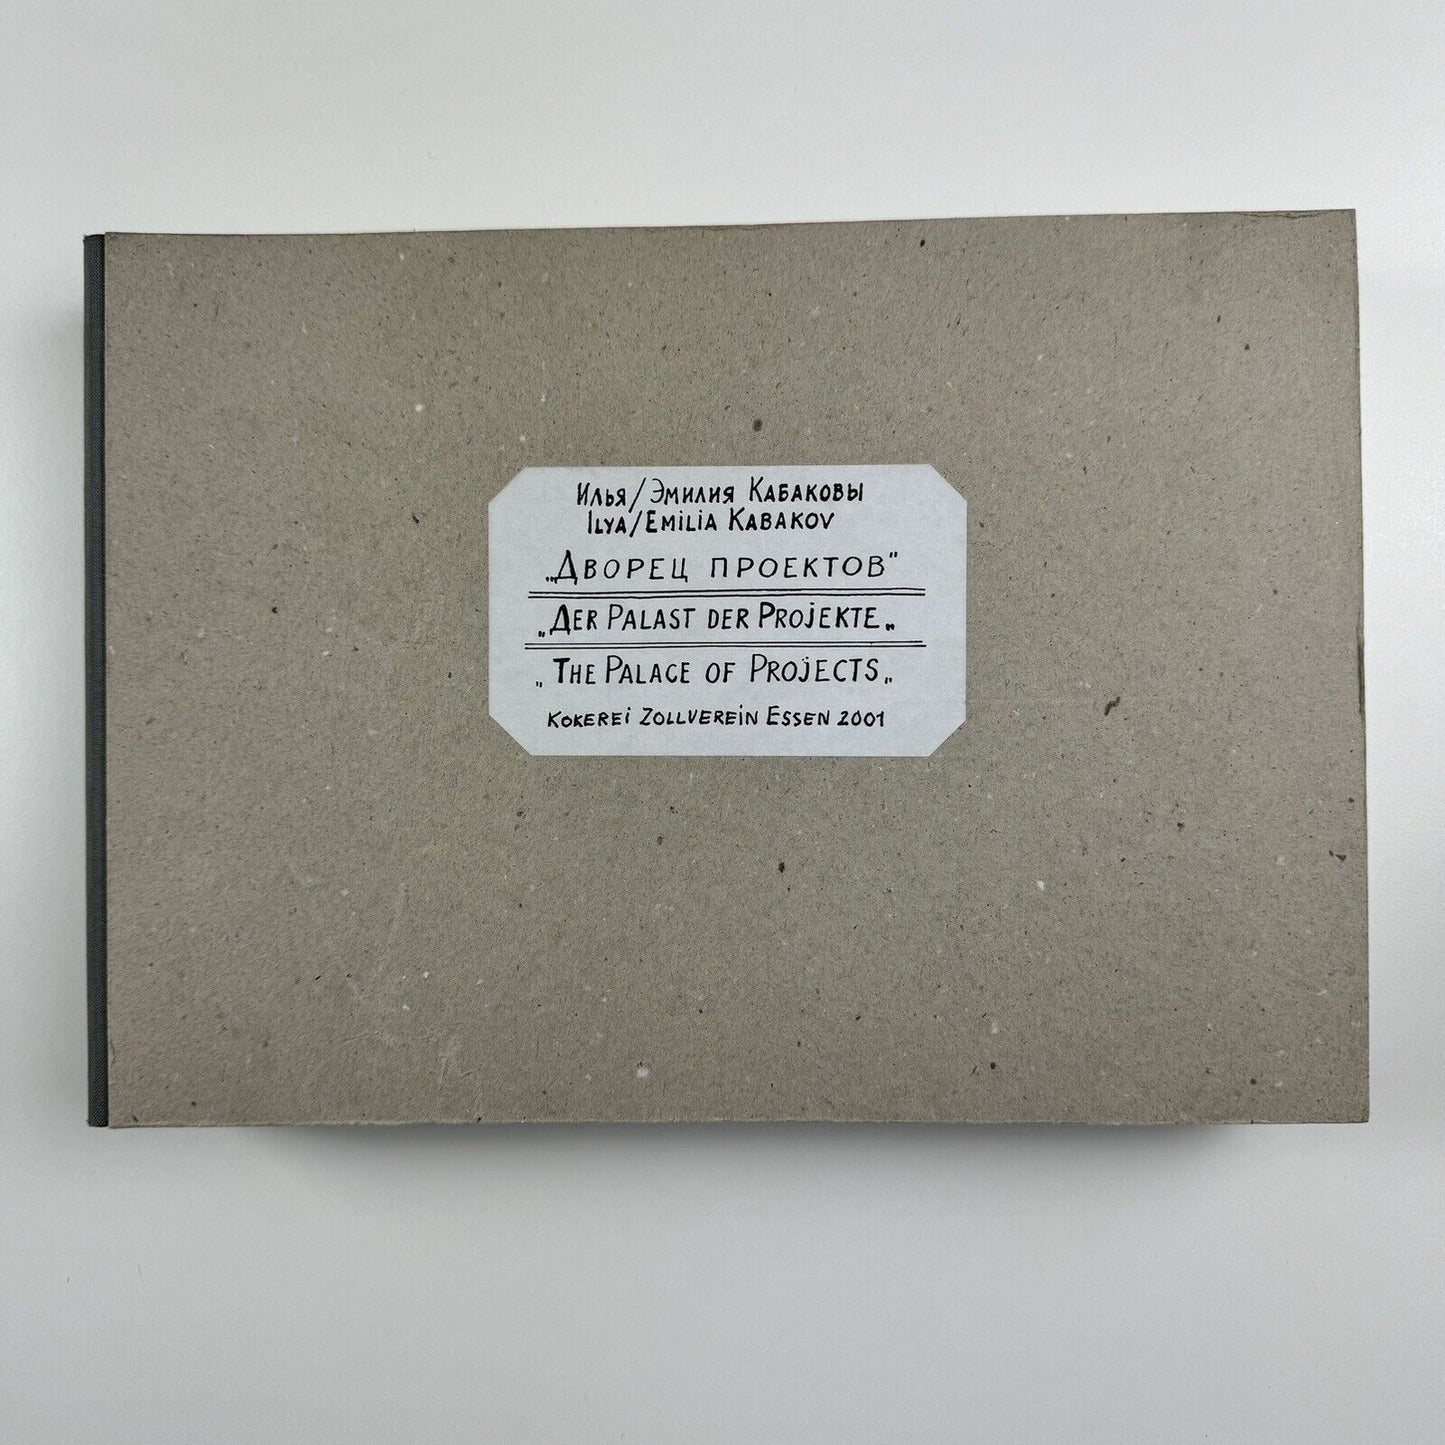 Илья/Эмилия Кабаковы
Ilya/Emilia Kabakov
„Дворец проектов"
„Дer Palast der Projekte„
„The Palace of Projects„
Kokerei Zollverein Essen 2001